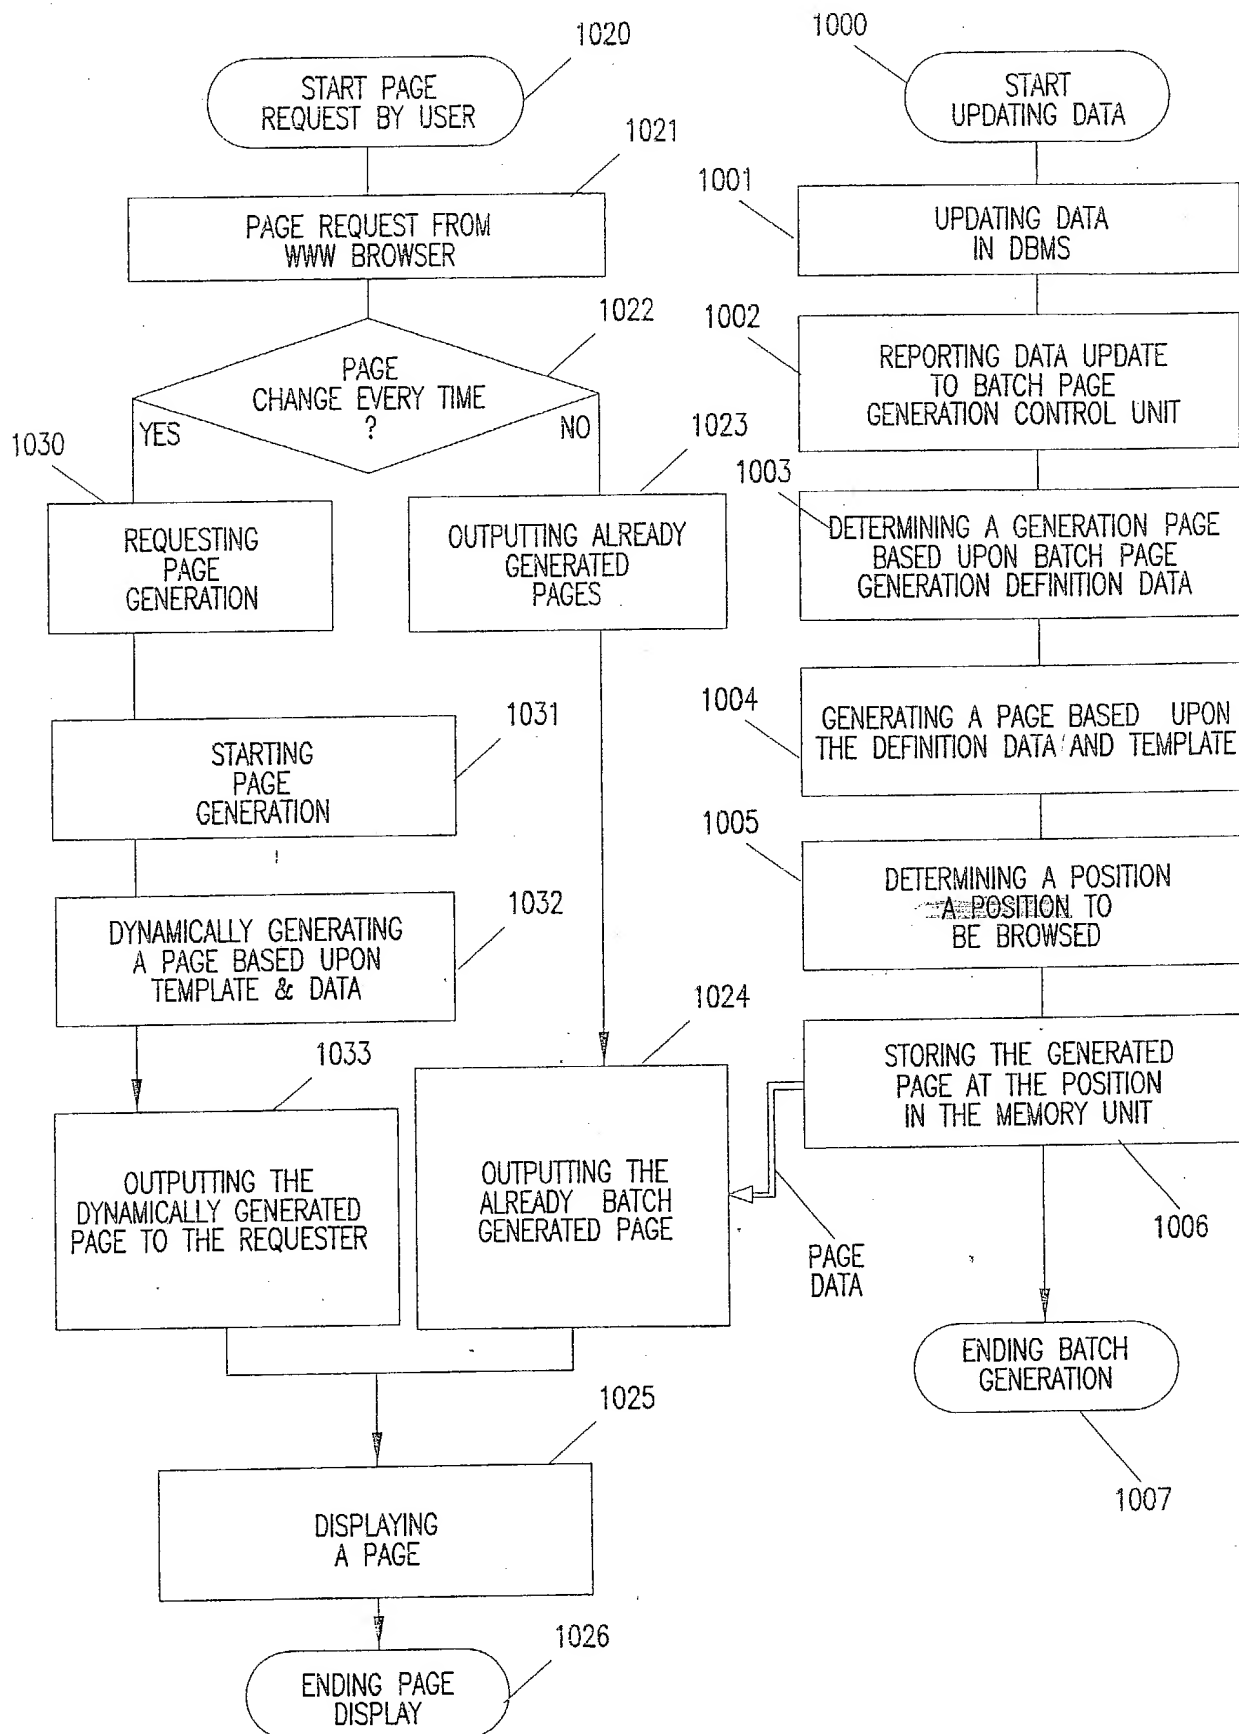 1020
START PAGE
REQUEST BY USER
1021
PAGE REQUEST FROM
WWW BROWSER
1022
PAGE
CHANGE EVERY TIME
?
YES
NO
1030
REQUESTING
PAGE
GENERATION
1023
OUTPUTTING ALREADY
GENERATED
PAGES
1031
STARTING
PAGE
GENERATION
1032
DYNAMICALLY GENERATING
A PAGE BASED UPON
TEMPLATE & DATA
1033
OUTPUTTING THE
DYNAMICALLY GENERATED
PAGE TO THE REQUESTER
1024
OUTPUTTING THE
ALREADY BATCH
GENERATED PAGE
1025
DISPLAYING
A PAGE
1026
ENDING PAGE
DISPLAY
1000
START
UPDATING DATA
1001
UPDATING DATA
IN DBMS
1002
REPORTING DATA UPDATE
TO BATCH PAGE
GENERATION CONTROL UNIT
1003
DETERMINING A GENERATION PAGE
BASED UPON BATCH PAGE
GENERATION DEFINITION DATA
1004
GENERATING A PAGE BASED UPON
THE DEFINITION DATA AND TEMPLATE
1005
DETERMINING A POSITION
A POSITION TO
BE BROWSED
STORING THE GENERATED
PAGE AT THE POSITION
IN THE MEMORY UNIT
1006
PAGE
DATA
ENDING BATCH
GENERATION
1007